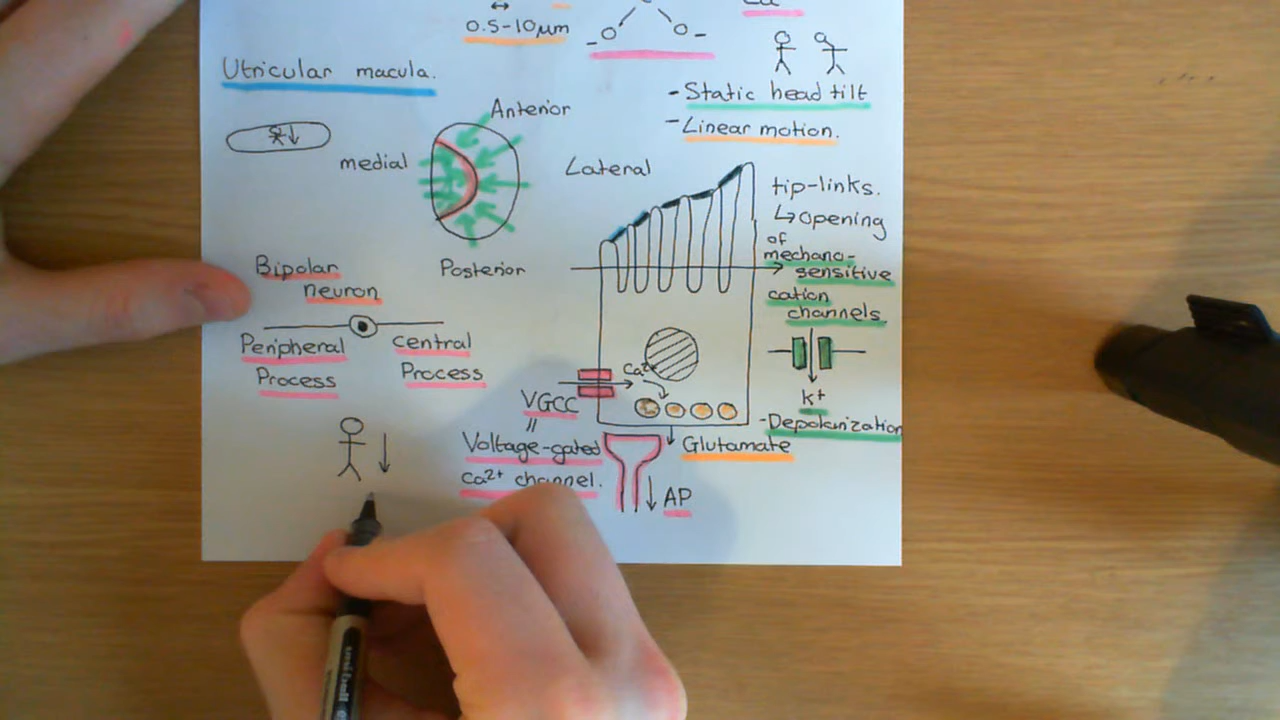 0.5-10μm
Utricular macula.
- Static head tilt
- Linear motion.
Anterior
medial
Lateral
Posterior
tip-links.
↳opening
of
mechano-
sensitive
cation
channels
K+
-Depolarization
Bipolar
neuron
Peripheral
Process
central
Process
Ca2+
VGCC
=
Voltage-gated
Ca2+ channel.
Glutamate
AP